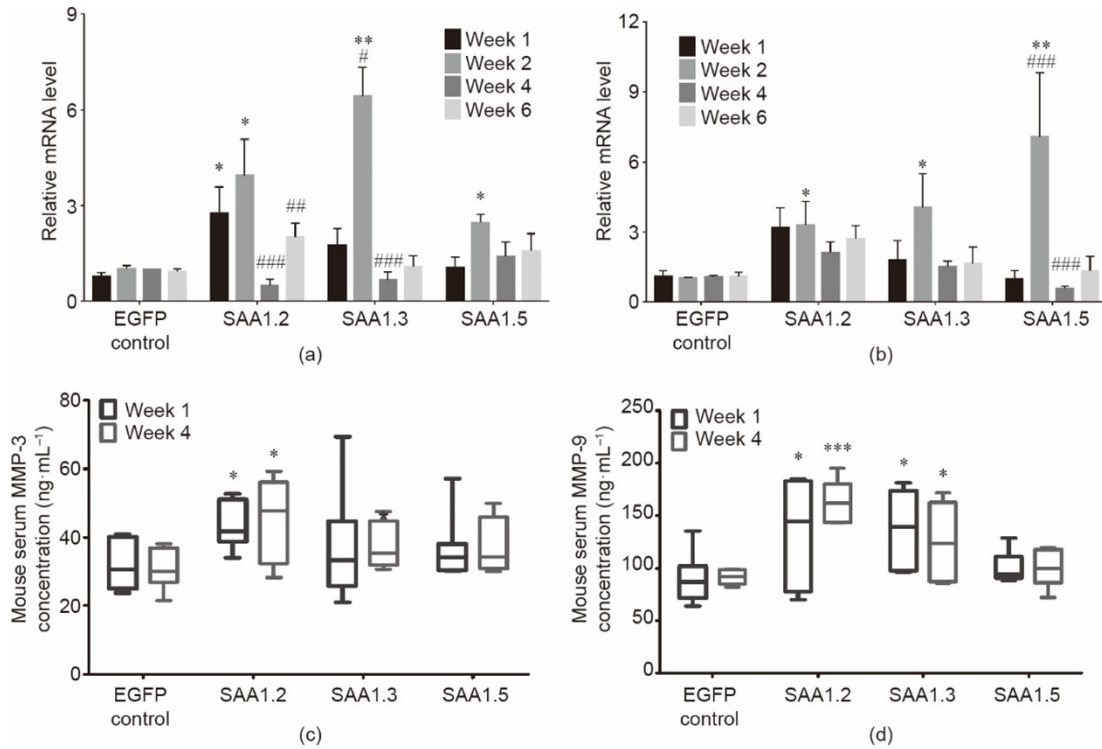 9
6
3
0
Relative mRNA level
Week 1
Week 2
Week 4
Week 6
*
*
###
##
**
#
###
*
EGFP
control
SAA1.2
SAA1.3
SAA1.5
(a)
12
9
6
3
0
Relative mRNA level
Week 1
Week 2
Week 4
Week 6
*
*
**
###
###
EGFP
control
SAA1.2
SAA1.3
SAA1.5
(b)
80
60
40
20
0
Mouse serum MMP-3
concentration (ng·mL⁻¹)
Week 1
Week 4
*
*
*
EGFP
control
SAA1.2
SAA1.3
SAA1.5
(c)
250
200
150
100
50
0
Mouse serum MMP-9
concentration (ng·mL⁻¹)
Week 1
Week 4
*
***
*
*
EGFP
control
SAA1.2
SAA1.3
SAA1.5
(d)